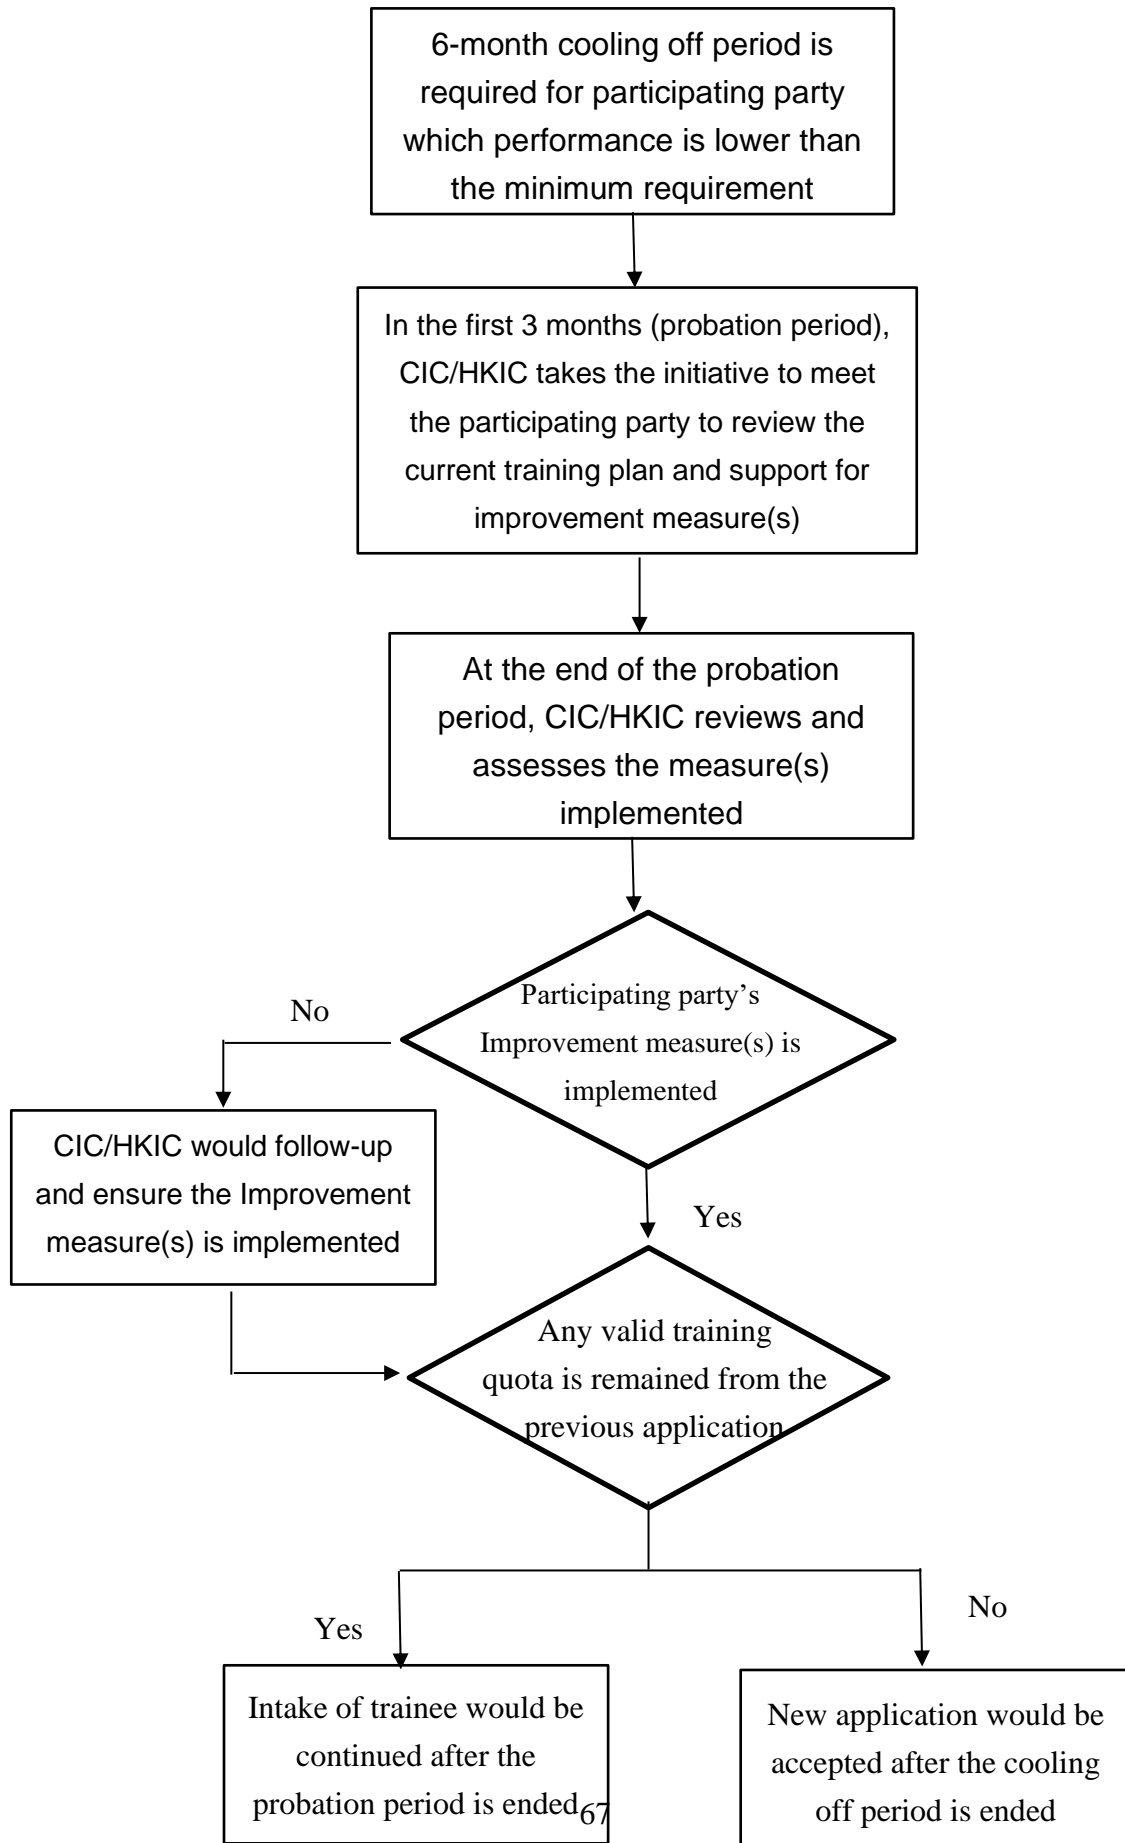 6-month cooling off period is
required for participating party
which performance is lower than
the minimum requirement
In the first 3 months (probation period),
CIC/HKIC takes the initiative to meet
the participating party to review the
current training plan and support for
improvement measure(s)
At the end of the probation
period, CIC/HKIC reviews and
assesses the measure(s)
implemented
Participating party’s
Improvement measure(s) is
implemented
No
CIC/HKIC would follow-up
and ensure the Improvement
measure(s) is implemented
Yes
Any valid training
quota is remained from the
previous application
Yes
No
Intake of trainee would be
continued after the
probation period is ended
New application would be
accepted after the cooling
off period is ended
67